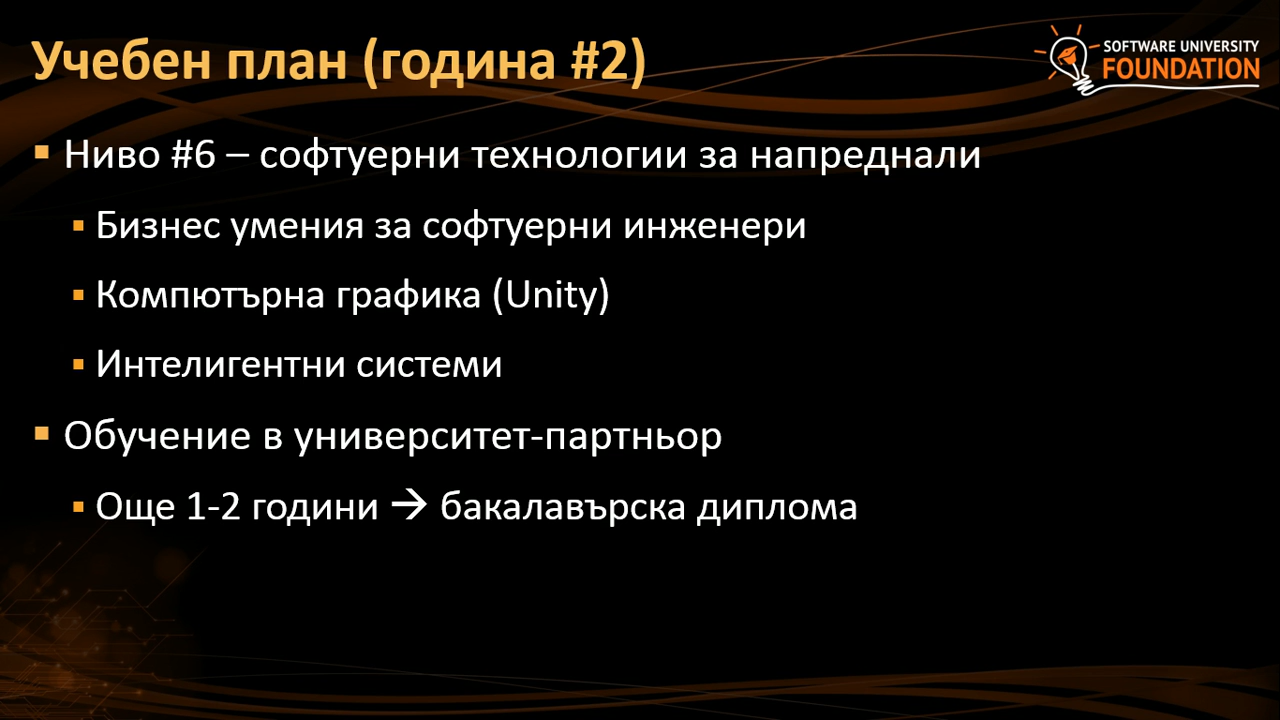 Учебен план (година #2)
SOFTWARE UNIVERSITY
FOUNDATION
▪ Ниво #6 – софтуерни технологии за напреднали
▪ Бизнес умения за софтуерни инженери
▪ Компютърна графика (Unity)
▪ Интелигентни системи
▪ Обучение в университет-партньор
▪ Още 1-2 години → бакалавърска диплома